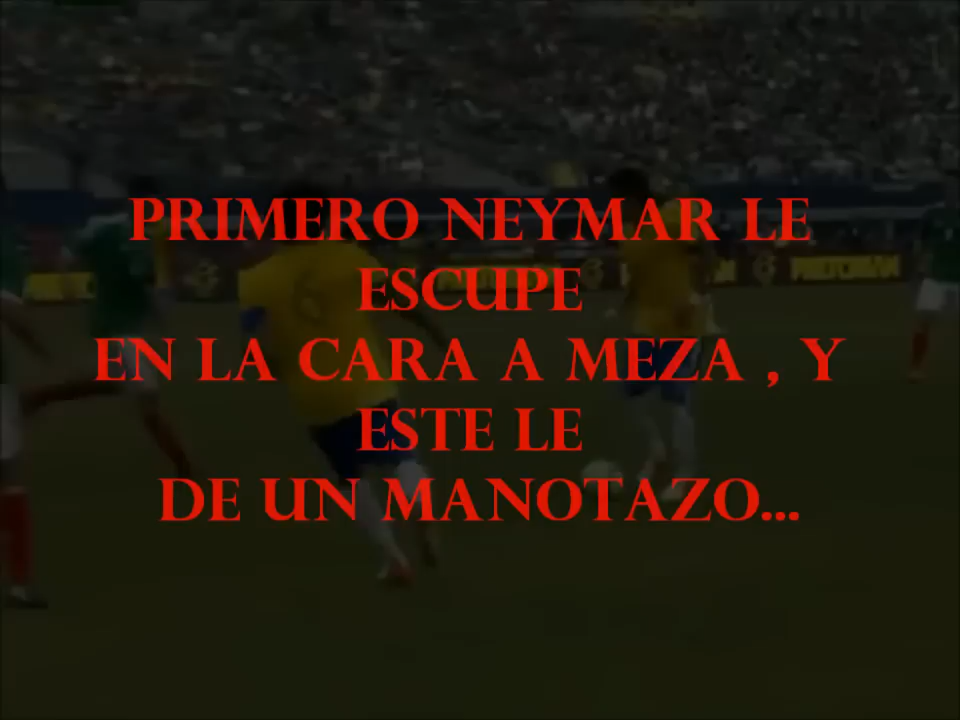 PRIMERO NEYMAR LE
ESCUPE
EN LA CARA A MEZA , Y
ESTE LE
DE UN MANOTAZO...